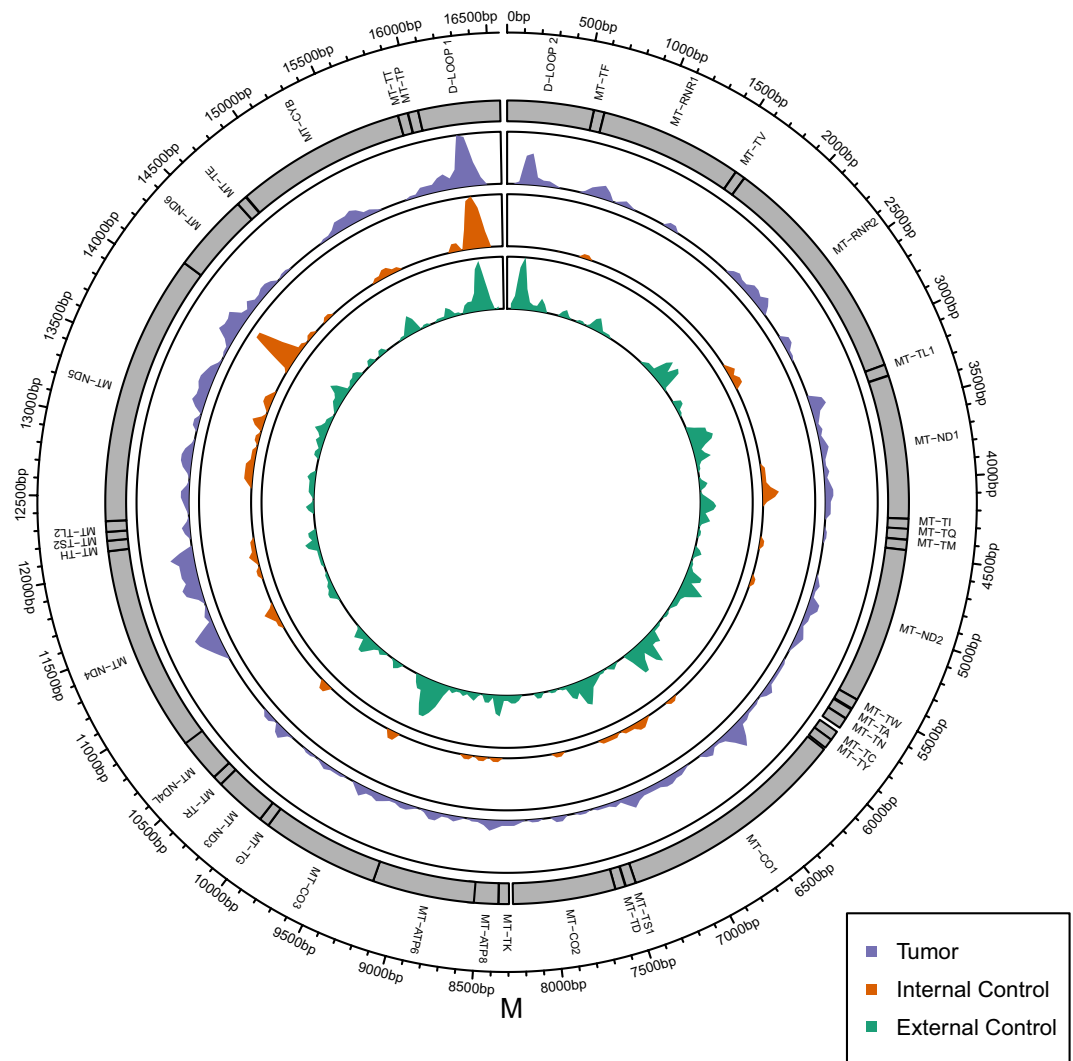 0bp
500bp
1000bp
1500bp
2000bp
2500bp
3000bp
3500bp
4000bp
4500bp
5000bp
5500bp
6000bp
6500bp
7000bp
7500bp
8000bp
8500bp
9000bp
9500bp
10000bp
10500bp
11000bp
11500bp
12000bp
12500bp
13000bp
13500bp
14000bp
14500bp
15000bp
15500bp
16000bp
16500bp
D−LOOP 2
MT−TF
MT−RNR1
MT−TV
MT−RNR2
MT−TL1
MT−ND1
MT−TI
MT−TQ
MT−TM
MT−ND2
MT−TW
MT−TA
MT−TN
MT−TC
MT−TY
MT−CO1
MT−TS1
MT−TD
MT−CO2
MT−TK
MT−ATP8
MT−ATP6
MT−CO3
MT−TG
MT−ND3
MT−TR
MT−ND4L
MT−ND4
MT−TH
MT−TS2
MT−TL2
MT−ND5
MT−ND6
MT−TE
MT−CYB
MT−TT
MT−TP
D−LOOP 1
M
Tumor
Internal Control
External Control